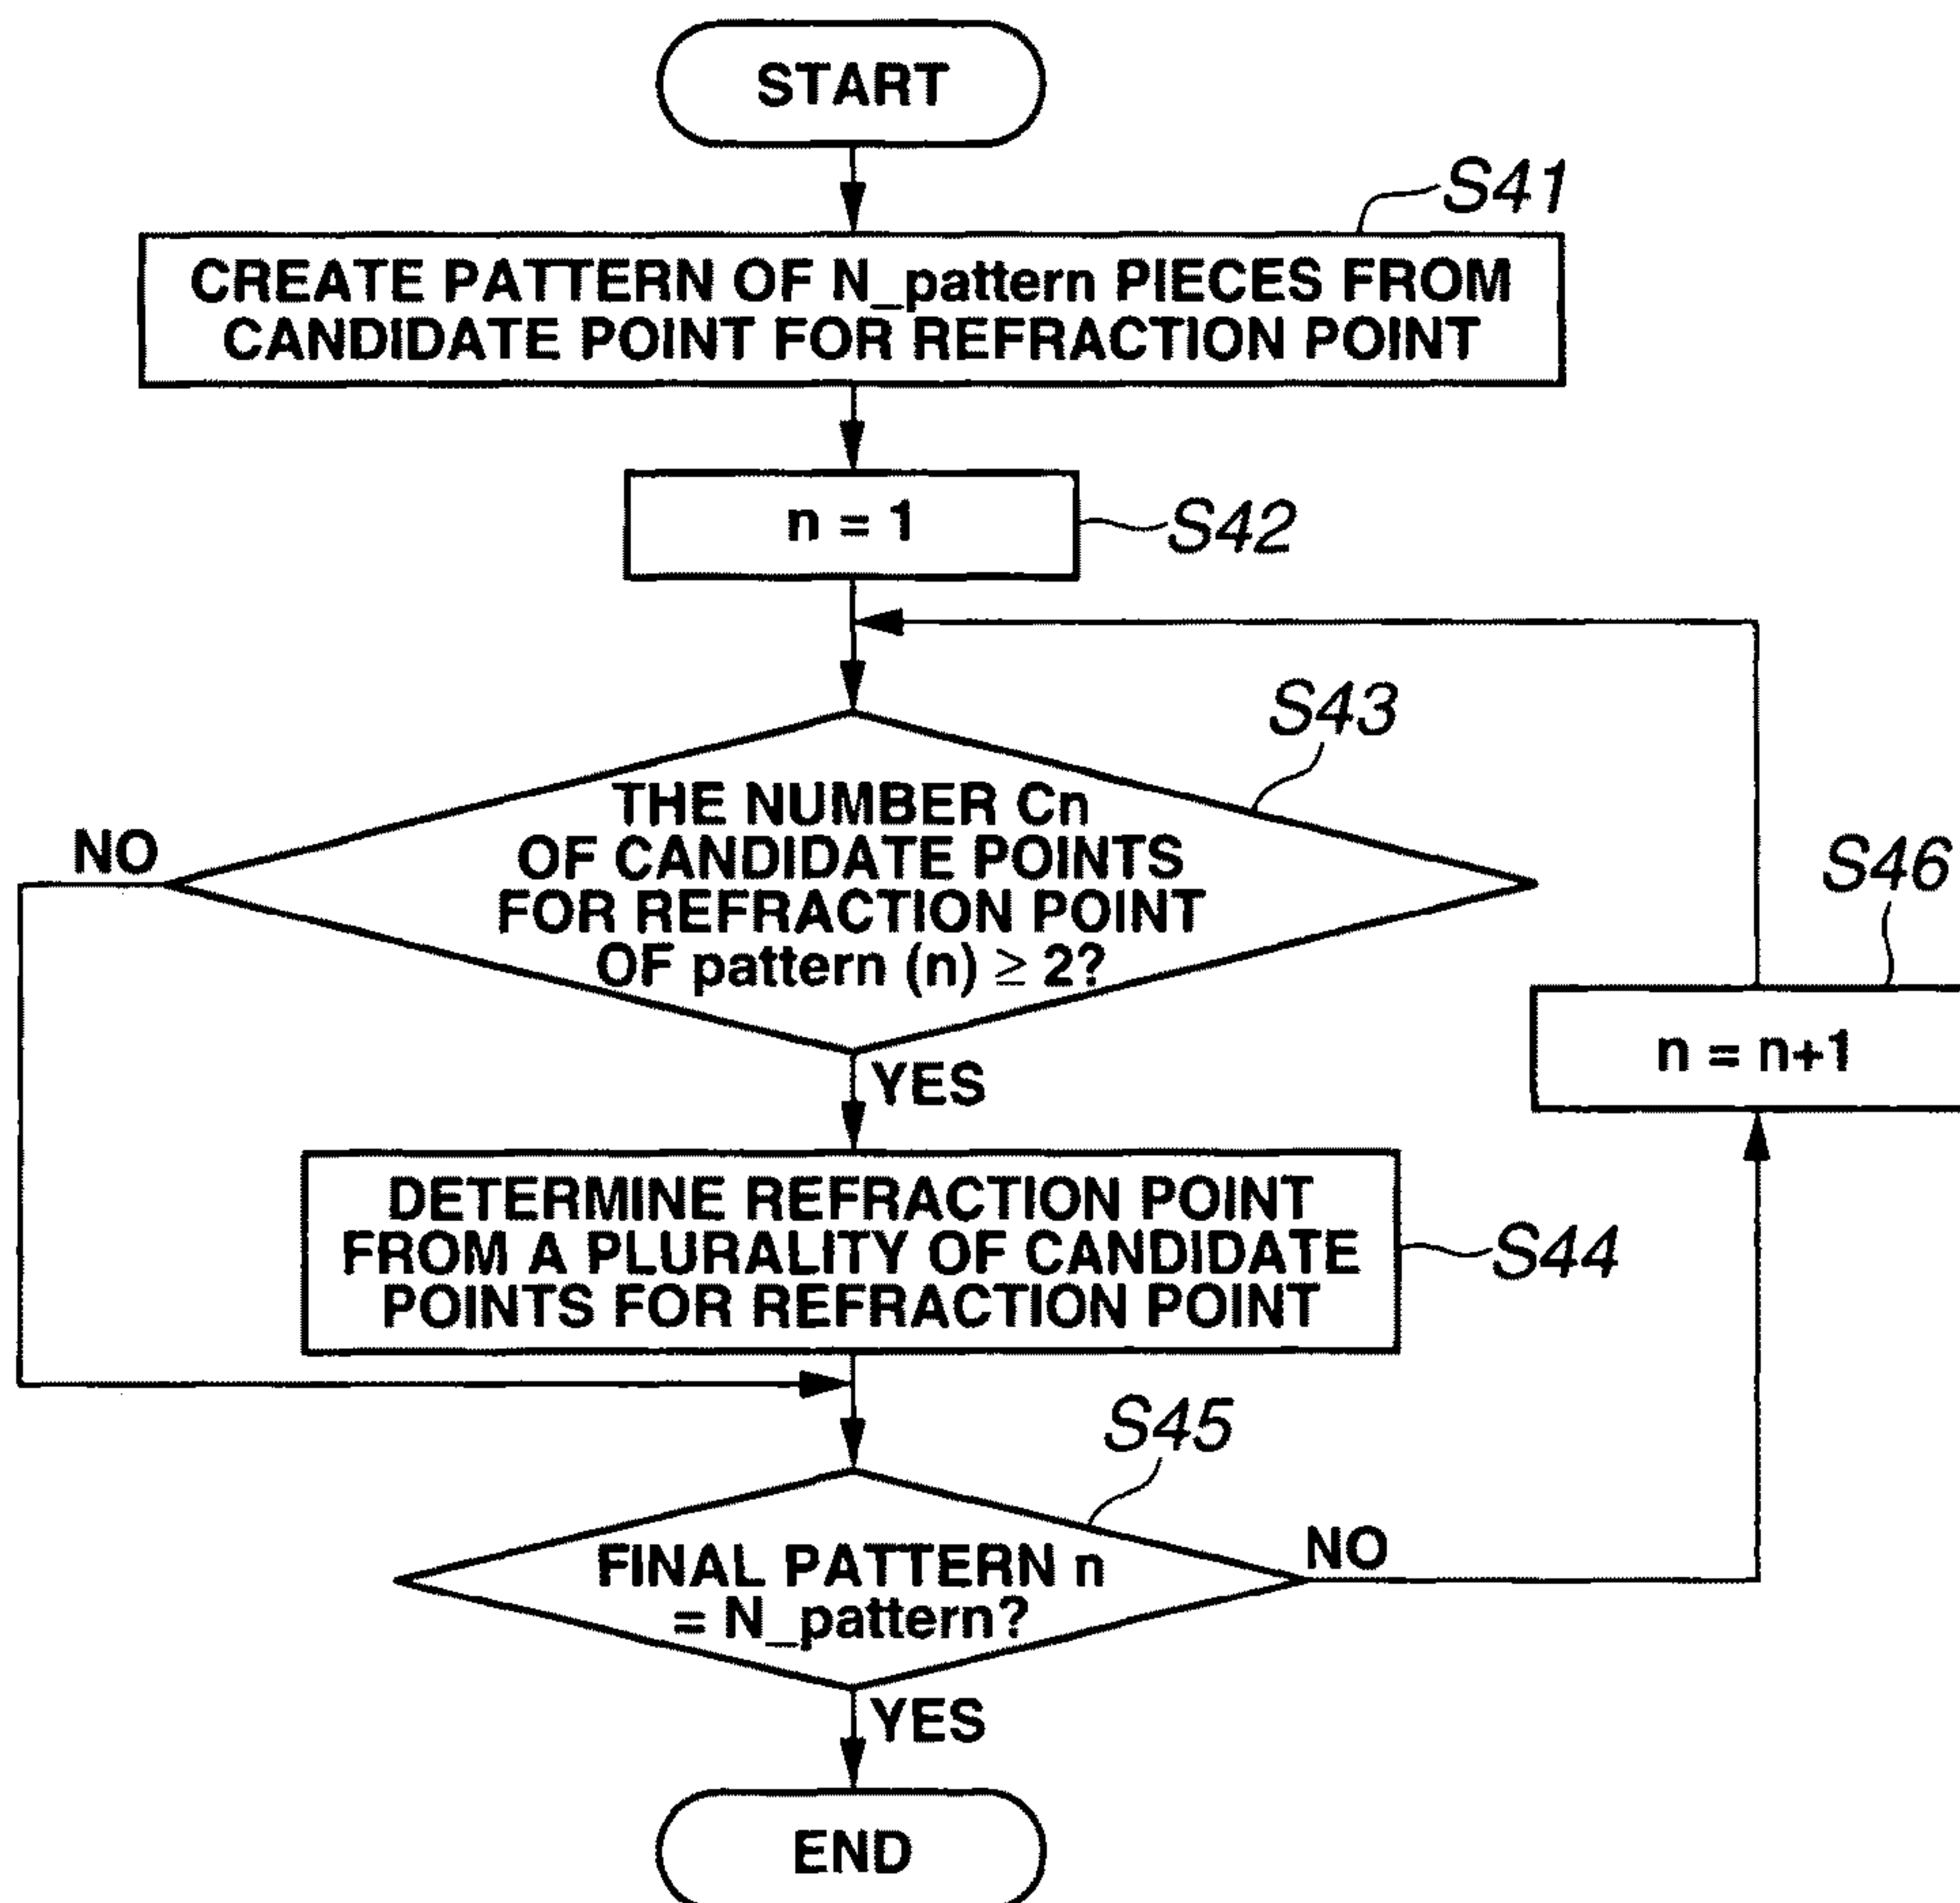 START
S41
CREATE PATTERN OF N_pattern PIECES FROM
CANDIDATE POINT FOR REFRACTION POINT
n = 1
S42
S43
THE NUMBER Cn
OF CANDIDATE POINTS
FOR REFRACTION POINT
OF pattern (n) ≥ 2?
NO
YES
S46
n = n+1
DETERMINE REFRACTION POINT
FROM A PLURALITY OF CANDIDATE
POINTS FOR REFRACTION POINT
S44
S45
FINAL PATTERN n
= N_pattern?
NO
YES
END